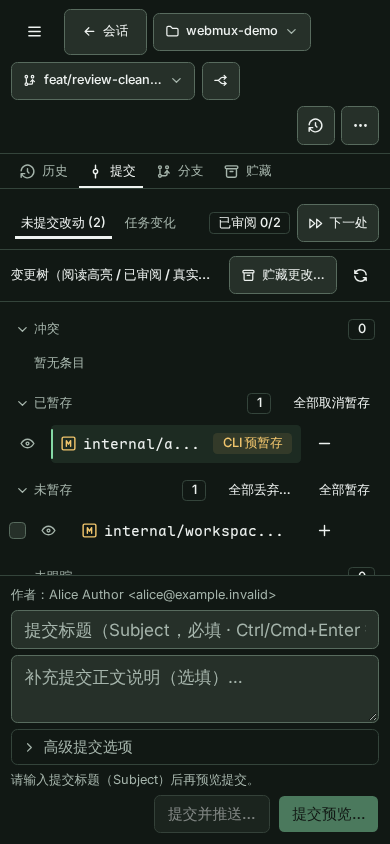 会话
webmux-demo
feat/review-clean...
历史
提交
分支
贮藏
未提交改动 (2)
任务变化
已审阅 0/2
下一处
变更树（阅读高亮 / 已审阅 / 真实...
贮藏更改...
冲突
0
暂无条目
已暂存
1
全部取消暂存
M
internal/a...
CLI 预暂存
未暂存
1
全部丢弃...
全部暂存
M
internal/workspac...
作者：Alice Author <alice@example.invalid>
提交标题（Subject，必填 · Ctrl/Cmd+Enter
补充提交正文说明（选填）...
高级提交选项
请输入提交标题（Subject）后再预览提交。
提交并推送...
提交预览...